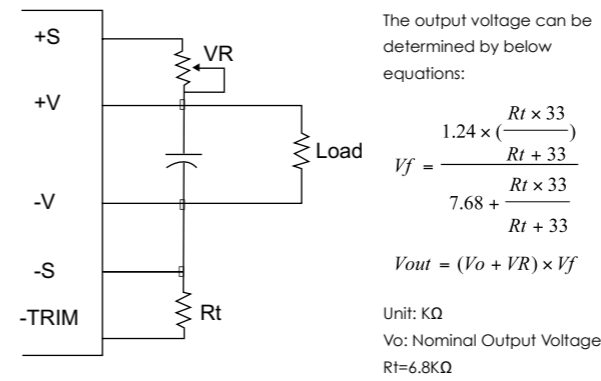 +S
VR
+V
Load
-V
-S
-TRIM
Rt
The output voltage can be
determined by below
equations:
Vf = (1.24 × (Rt × 33 / Rt + 33)) / (7.68 + Rt × 33 / Rt + 33)
Vout = (Vo + VR) × Vf
Unit: KΩ
Vo: Nominal Output Voltage
Rt=6.8KΩ